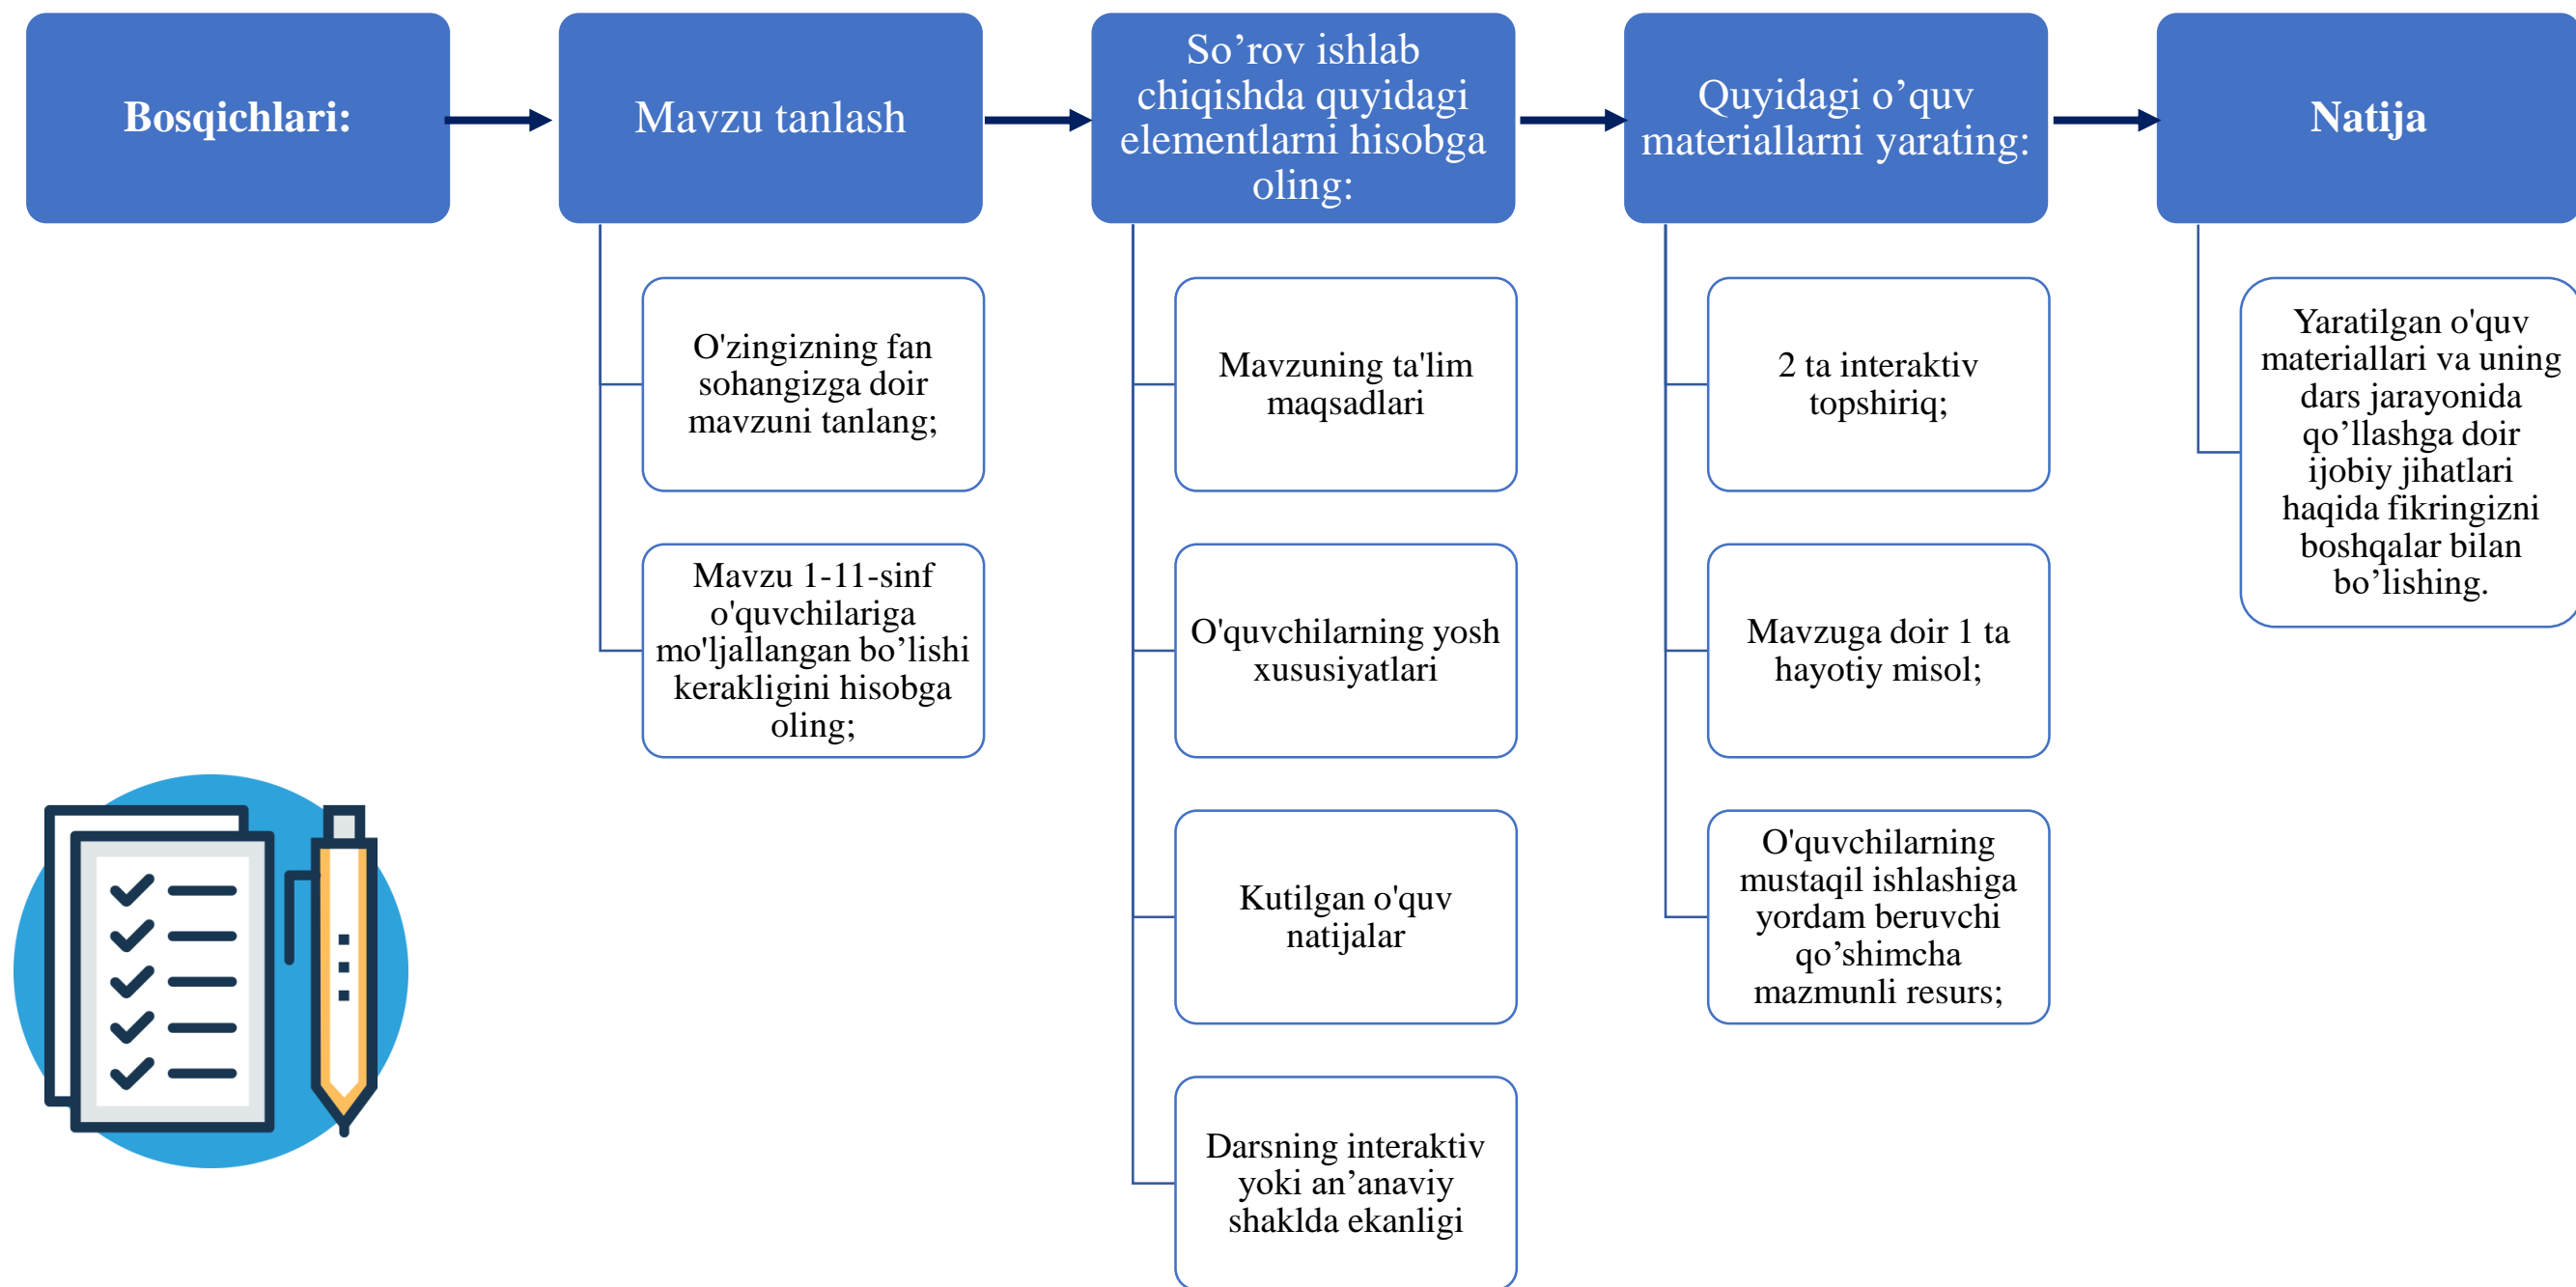 Bosqichlari:
Mavzu tanlash
O'zingizning fan
sohangizga doir
mavzuni tanlang;
Mavzu 1-11-sinf
o'quvchilariga
mo'ljallangan bo’lishi
kerakligini hisobga
oling;
So’rov ishlab
chiqishda quyidagi
elementlarni hisobga
oling:
Mavzuning ta'lim
maqsadlari
O'quvchilarning yosh
xususiyatlari
Kutilgan o'quv
natijalar
Darsning interaktiv
yoki an’anaviy
shaklda ekanligi
Quyidagi o’quv
materiallarni yarating:
2 ta interaktiv
topshiriq;
Mavzuga doir 1 ta
hayotiy misol;
O'quvchilarning
mustaqil ishlashiga
yordam beruvchi
qo’shimcha
mazmunli resurs;
Natija
Yaratilgan o'quv
materiallari va uning
dars jarayonida
qo’llashga doir
ijobiy jihatlari
haqida fikringizni
boshqalar bilan
bo’lishing.